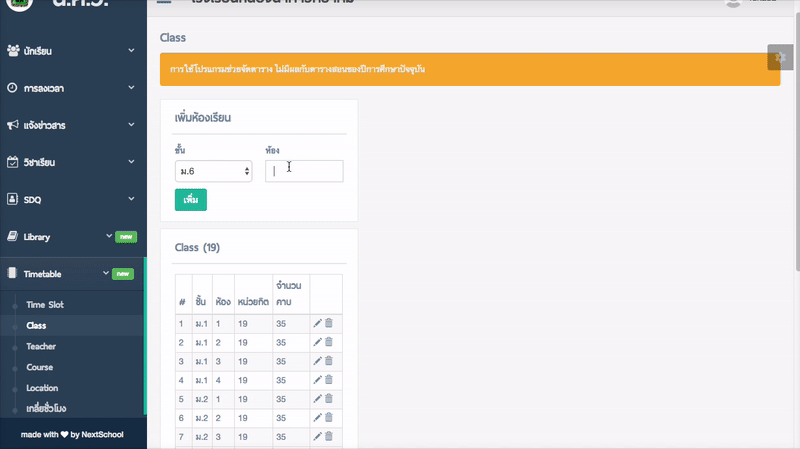 น.ศ.ว.
Class
การใช้โปรแกรมช่วยจัดตาราง ไม่มีผลกับตารางสอนของปีการศึกษาปัจจุบัน
นักเรียน
การลงเวลา
แจ้งข่าวสาร
วิชาเรียน
SDQ
Library
new
Timetable
new
Time Slot
Class
Teacher
Course
Location
เกลี่ยชั่วโมง
made with ❤ by NextSchool
เพิ่มห้องเรียน
ชั้น ห้อง
ม.6
เพิ่ม
Class (19)
# ชั้น ห้อง หน่วยกิต จำนวน คาบ
1 ม.1 1 19 35
2 ม.1 2 19 35
3 ม.1 3 19 35
4 ม.1 4 19 35
5 ม.2 1 19 35
6 ม.2 2 19 35
7 ม.2 3 19 35